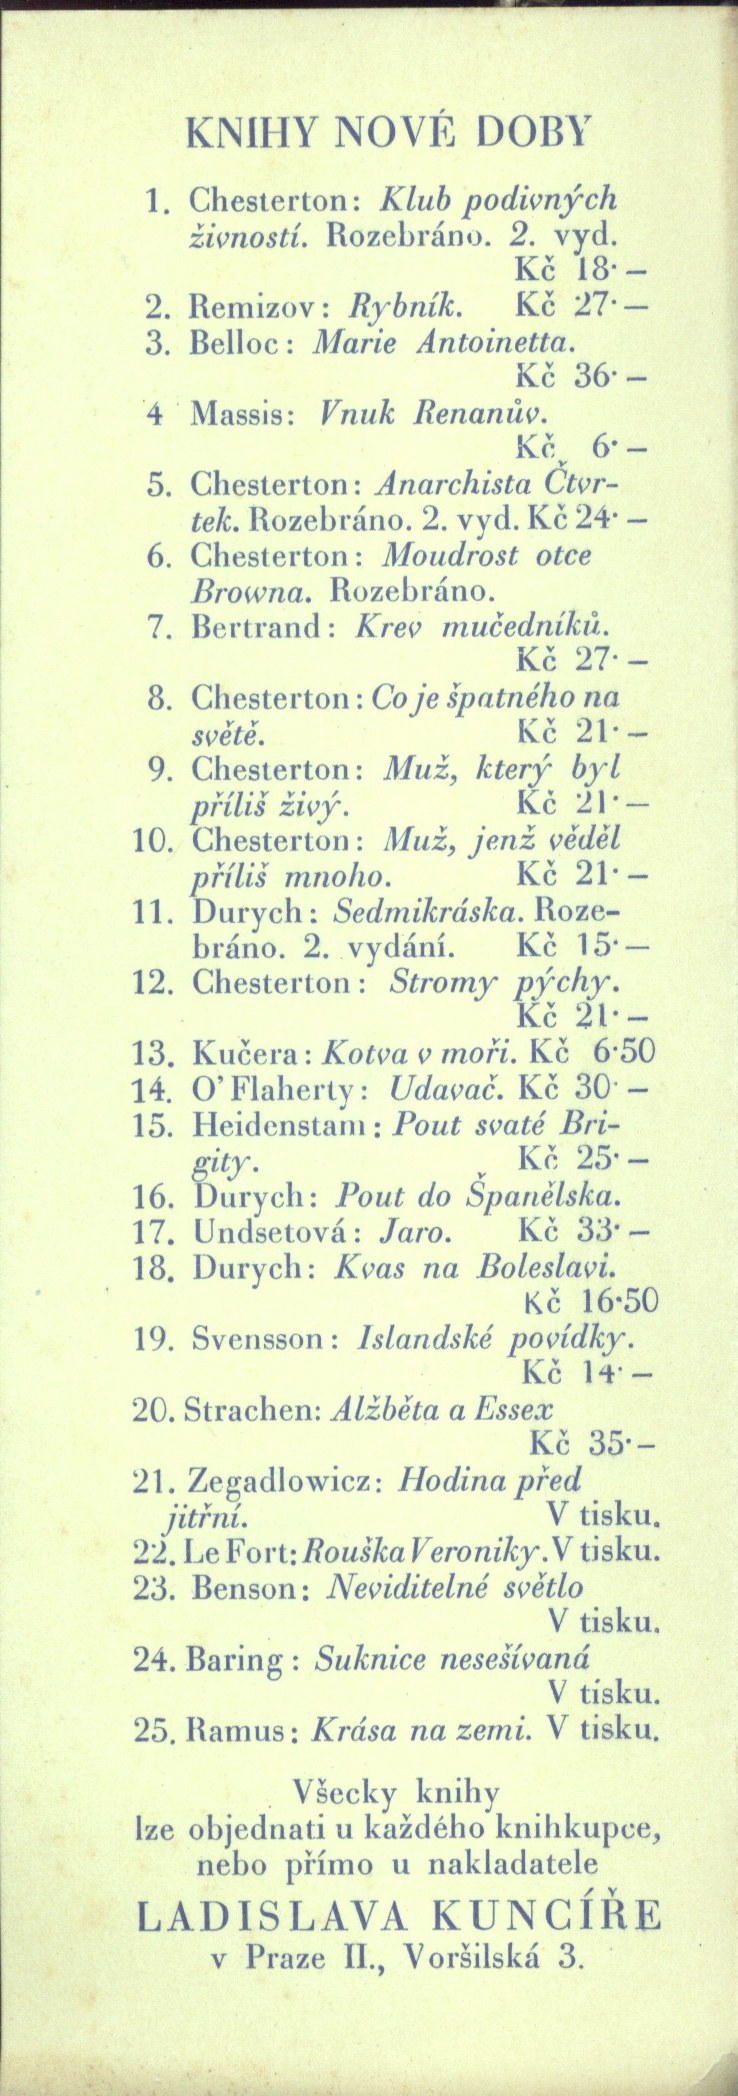 KNIHY NOVÉ DOBY
1. Chesterton: Klub podivných
živností. Rozebráno. 2. vyd.
Kč 18·—
2. Remizov: Rybník. Kč 27·—
3. Belloc: Marie Antoinetta.
Kč 36·—
4 Massis: Vnuk Renanův.
Kč 6·—
5. Chesterton: Anarchista Čtvr-
tek. Rozebráno. 2. vyd. Kč 24·—
6. Chesterton: Moudrost otce
Browna. Rozebráno.
7. Bertrand: Krev mučedníků.
Kč 27·—
8. Chesterton: Co je špatného na
světě. Kč 21·—
9. Chesterton: Muž, který byl
příliš živý. Kč 21·—
10. Chesterton: Muž, jenž věděl
příliš mnoho. Kč 21·—
11. Durych: Sedmikráska. Roze-
bráno. 2. vydání. Kč 15·—
12. Chesterton: Stromy pýchy.
Kč 21·—
13. Kučera: Kotva v moři. Kč 6·50
14. O'Flaherty: Udavač. Kč 30·—
15. Heidenstam: Pout svaté Bri-
gity. Kč 25·—
16. Durych: Pout do Španělska.
17. Undsetová: Jaro. Kč 33·—
18. Durych: Kvas na Boleslavi.
Kč 16·50
19. Svensson: Islandské povídky.
Kč 14·—
20. Strachen: Alžběta a Essex
Kč 35·—
21. Zegadlowicz: Hodina před
jitřní. V tisku.
22. Le Fort: Rouška Veroniky. V tisku.
23. Benson: Neviditelné světlo
V tisku.
24. Baring: Suknice nesešívaná
V tisku.
25. Ramus: Krása na zemi. V tisku.
Všecky knihy
lze objednati u každého knihkupce,
nebo přímo u nakladatele
LADISLAVA KUNCÍŘE
v Praze II., Voršilská 3.